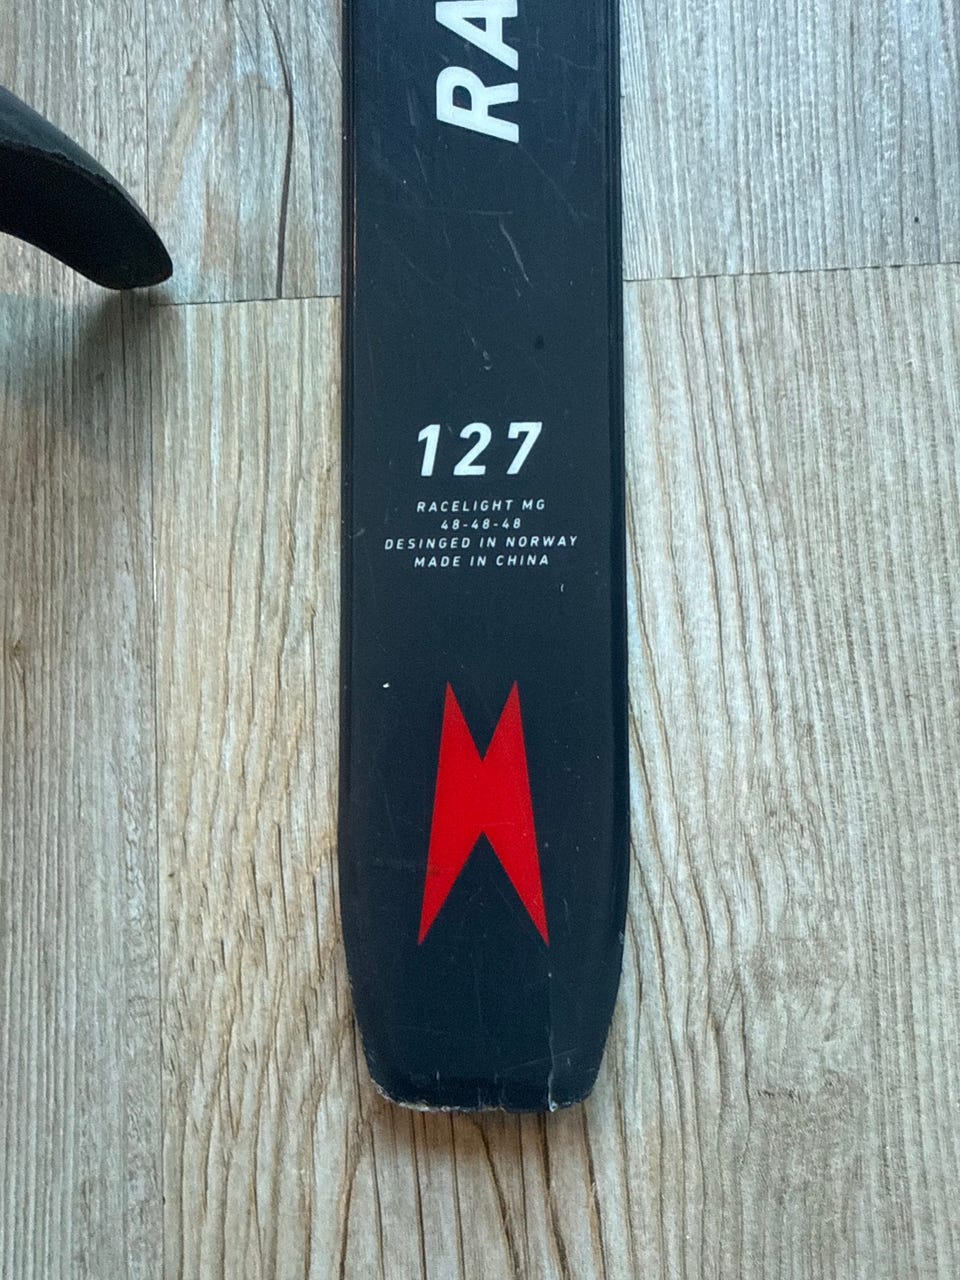 RA
127
RACELIGHT MG
48-48-48
DESINGED IN NORWAY
MADE IN CHINA